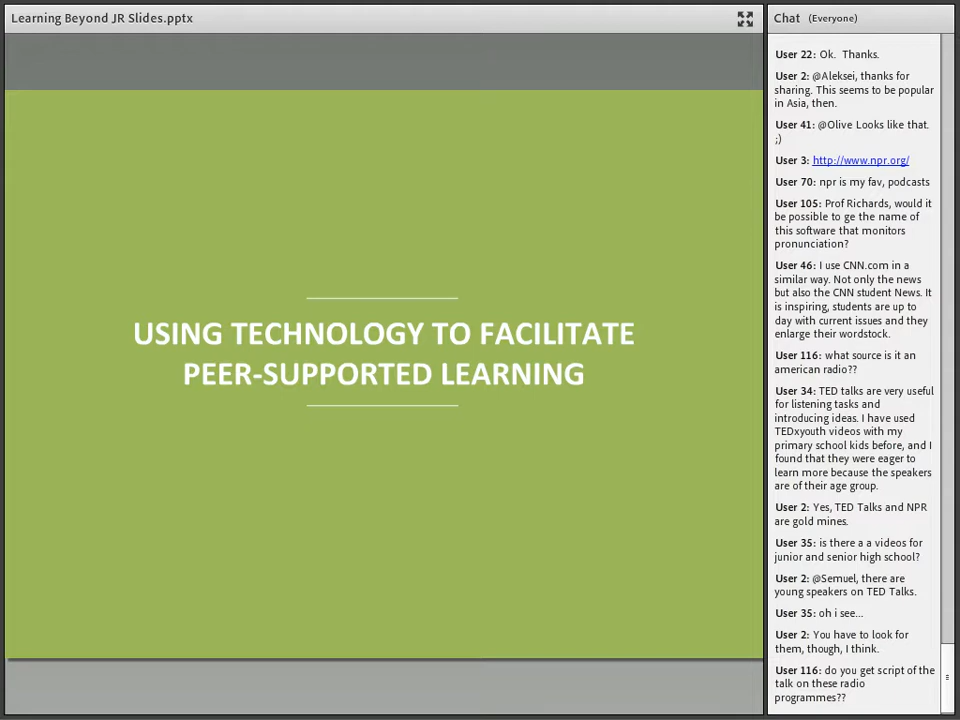 Learning Beyond JR Slides.pptx
USING TECHNOLOGY TO FACILITATE
PEER-SUPPORTED LEARNING
Chat (Everyone)
User 22: Ok. Thanks.
User 2: @Aleksei, thanks for
sharing. This seems to be popular
in Asia, then.
User 41: @Olive Looks like that.
;)
User 3: http://www.npr.org/
User 70: npr is my fav, podcasts
User 105: Prof Richards, would it
be possible to ge the name of
this software that monitors
pronunciation?
User 46: I use CNN.com in a
similar way. Not only the news
but also the CNN student News. It
is inspiring, students are up to
day with current issues and they
enlarge their wordstock.
User 116: what source is it an
american radio??
User 34: TED talks are very useful
for listening tasks and
introducing ideas. I have used
TEDxyouth videos with my
primary school kids before, and I
found that they were eager to
learn more because the speakers
are of their age group.
User 2: Yes, TED Talks and NPR
are gold mines.
User 35: is there a a videos for
junior and senior high school?
User 2: @Semuel, there are
young speakers on TED Talks.
User 35: oh i see...
User 2: You have to look for
them, though, I think.
User 116: do you get script of the
talk on these radio
programmes??